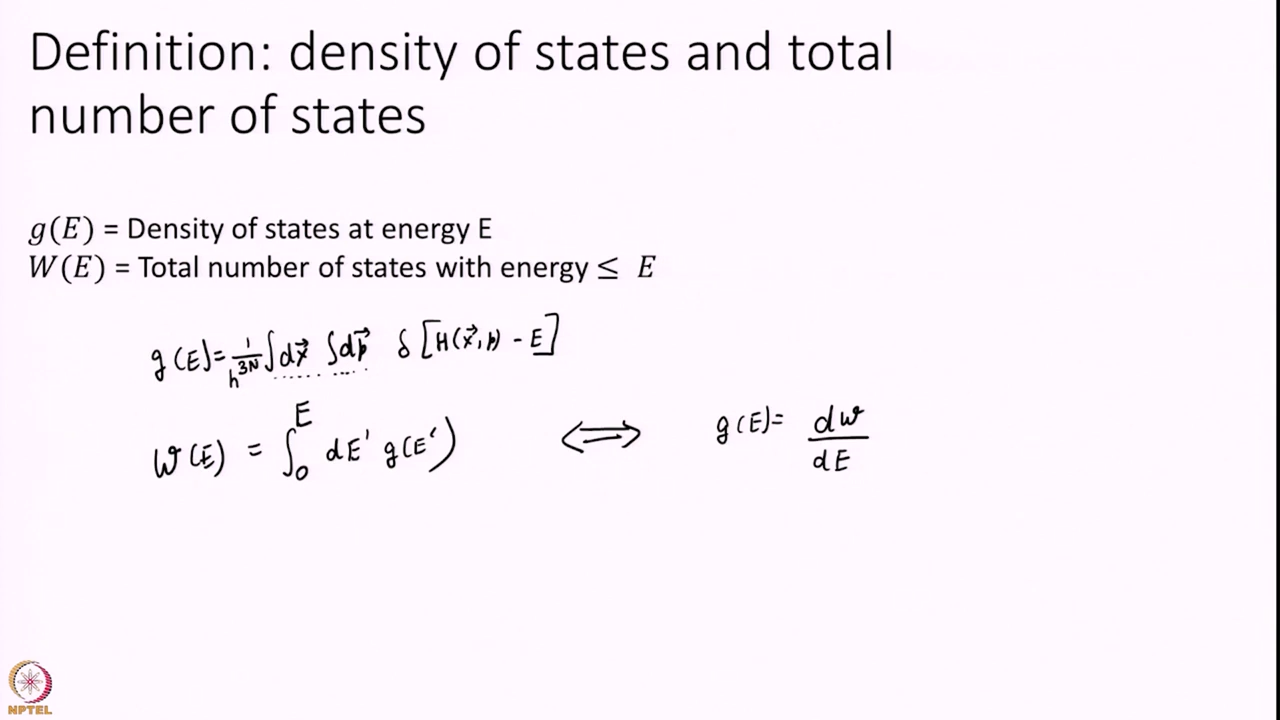 Definition: density of states and total
number of states
g(E) = Density of states at energy E
W(E) = Total number of states with energy ≤ E
g(E) = 1/h^{3N} ∫dx⃗ ∫dp⃗ δ[H(x⃗,p) - E]
W(E) = ∫_0^E dE' g(E') ⟺ g(E) = dW/dE
NPTEL